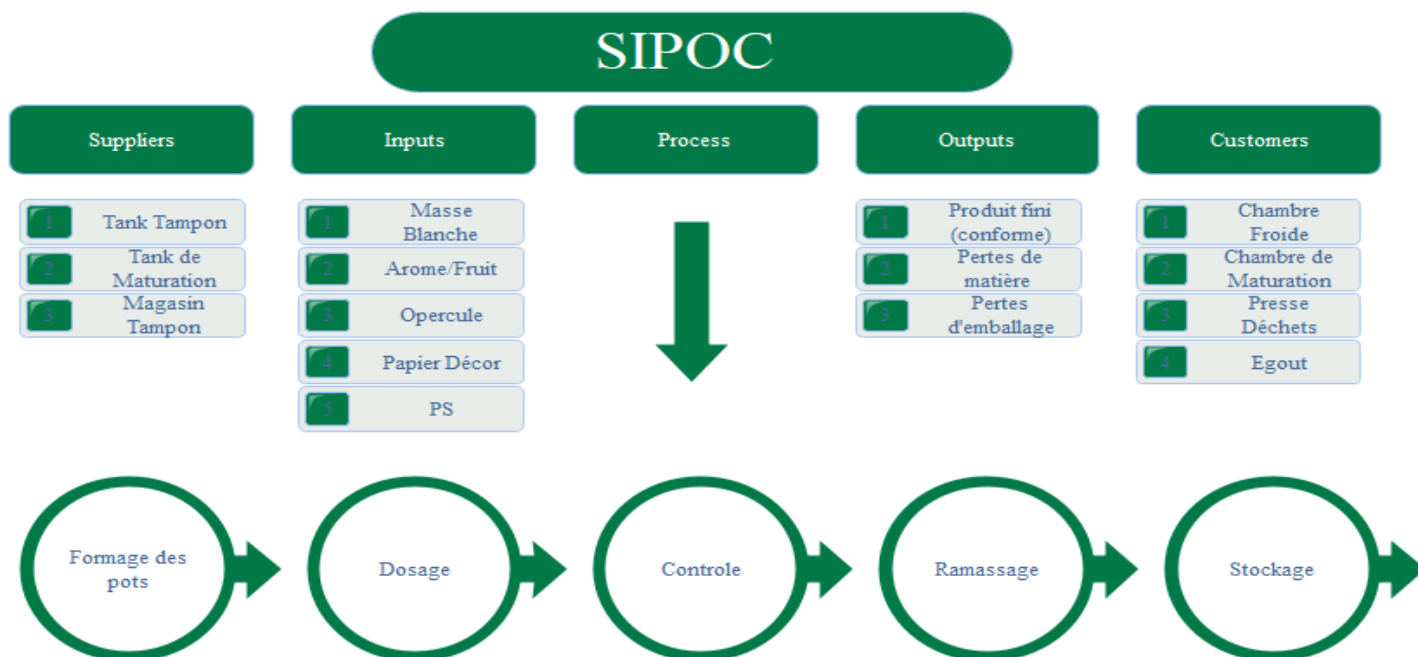 SIPOC
Suppliers
Inputs
Process
Outputs
Customers
1
Tank Tampon
2
Tank de
Maturation
3
Magasin
Tampon
1
Masse
Blanche
2
Arome/Fruit
3
Opercule
4
Papier Décor
5
PS
1
Produit fini
(conforme)
2
Pertes de
matière
3
Pertes
d'emballage
1
Chambre
Froide
2
Chambre de
Maturation
3
Presse
Déchets
4
Egout
Formage des
pots
Dosage
Controle
Ramassage
Stockage